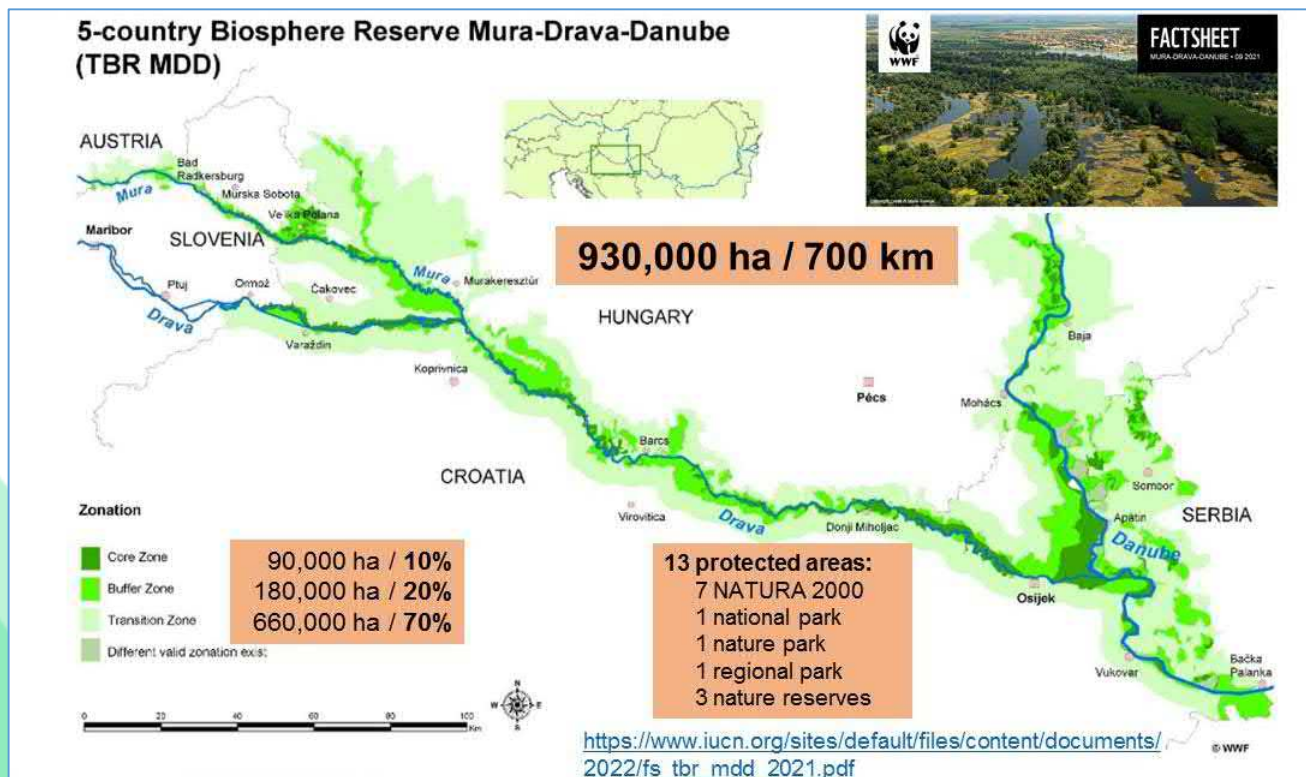 5-country Biosphere Reserve Mura-Drava-Danube
(TBR MDD)
WWF
FACTSHEET
MURA-DRAVA-DANUBE • 09 2021
AUSTRIA
Bad
Radkersburg
Mura
Murska Sobota
Velika Polana
Maribor
SLOVENIA
930,000 ha / 700 km
Ptuj
Ormož
Čakovec
Mura
Murakeresztúr
Drava
Varaždin
HUNGARY
Baja
Koprivnica
Pécs
Mohács
Barcs
CROATIA
Sombor
Zonation
Virovitica
Drava
Donji Miholjac
Apatin
SERBIA
Danube
Core Zone
90,000 ha / 10%
Buffer Zone
180,000 ha / 20%
Transition Zone
660,000 ha / 70%
Different valid zonation exist
13 protected areas:
7 NATURA 2000
1 national park
1 nature park
1 regional park
3 nature reserves
Osijek
Vukovar
Bačka
Palanka
N
W
E
S
0 20 40 60 80 100
Km
https://www.iucn.org/sites/default/files/content/documents/
2022/fs_tbr_mdd_2021.pdf
© WWF